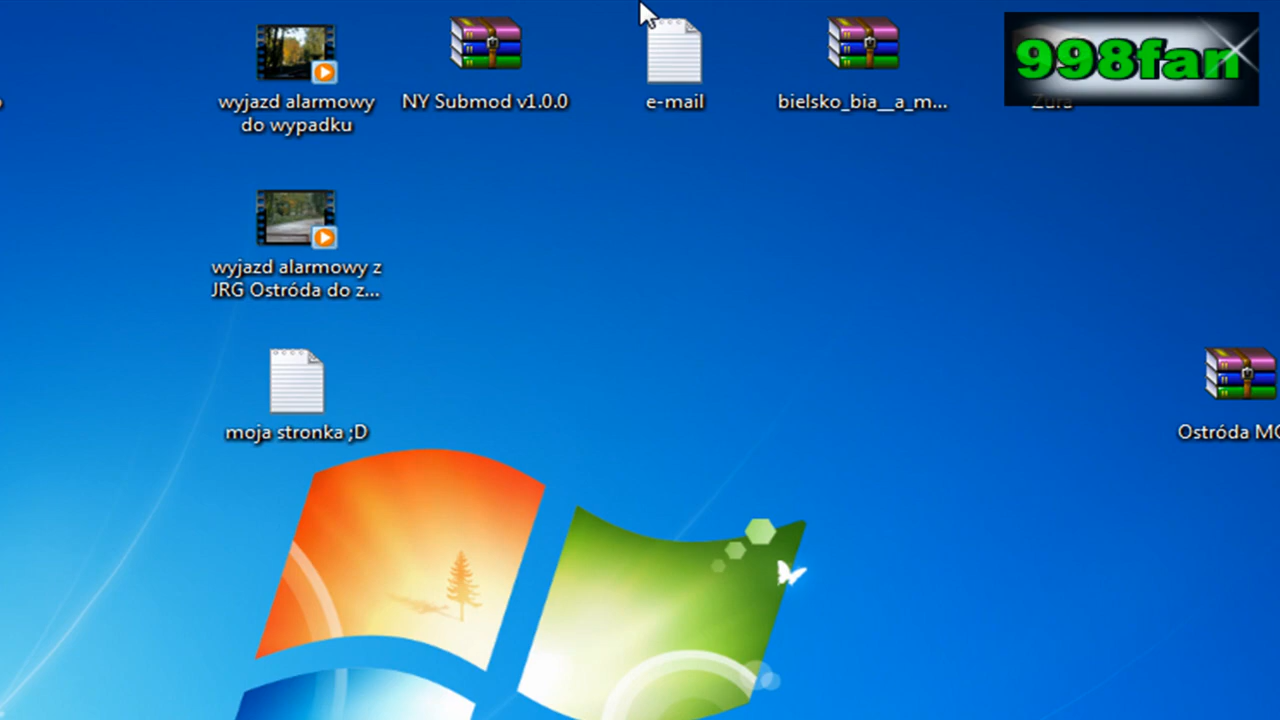 998fan
wyjazd alarmowy
do wypadku
NY Submod v1.0.0
e-mail
bielsko_bia__a_m...
Zura
wyjazd alarmowy z
JRG Ostróda do z...
moja stronka ;D
Ostróda